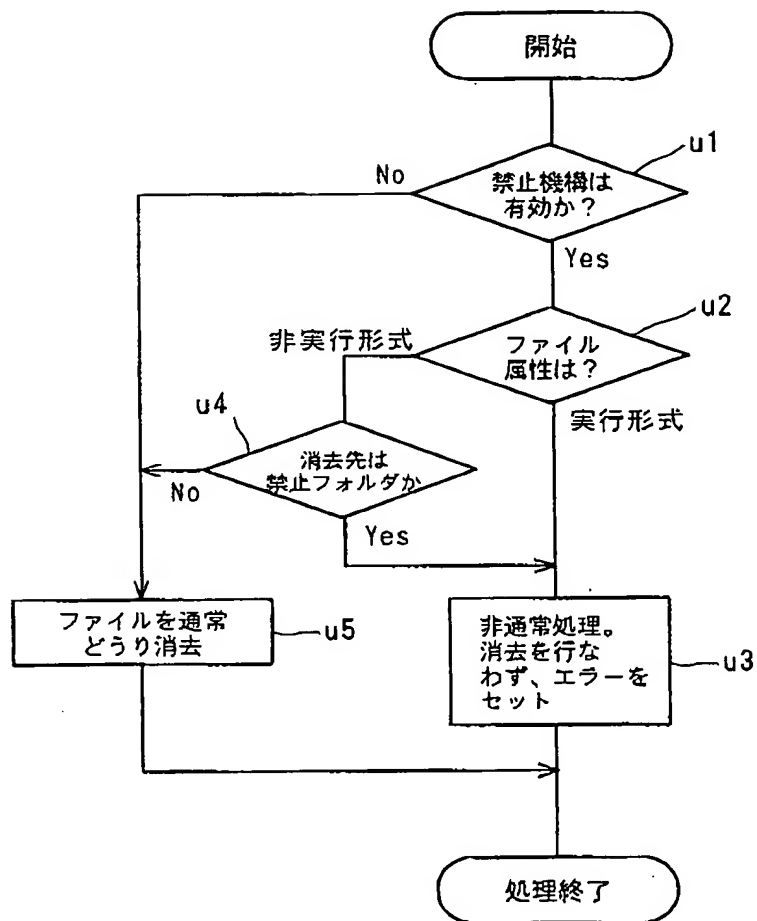 開始
u1
No
禁止機構は
有効か？
Yes
u2
非実行形式
ファイル
属性は？
u4
実行形式
消去先は
禁止フォルダか
No
Yes
ファイルを通常
どうり消去
u5
非通常処理。
消去を行な
わず、エラーを
セット
u3
処理終了